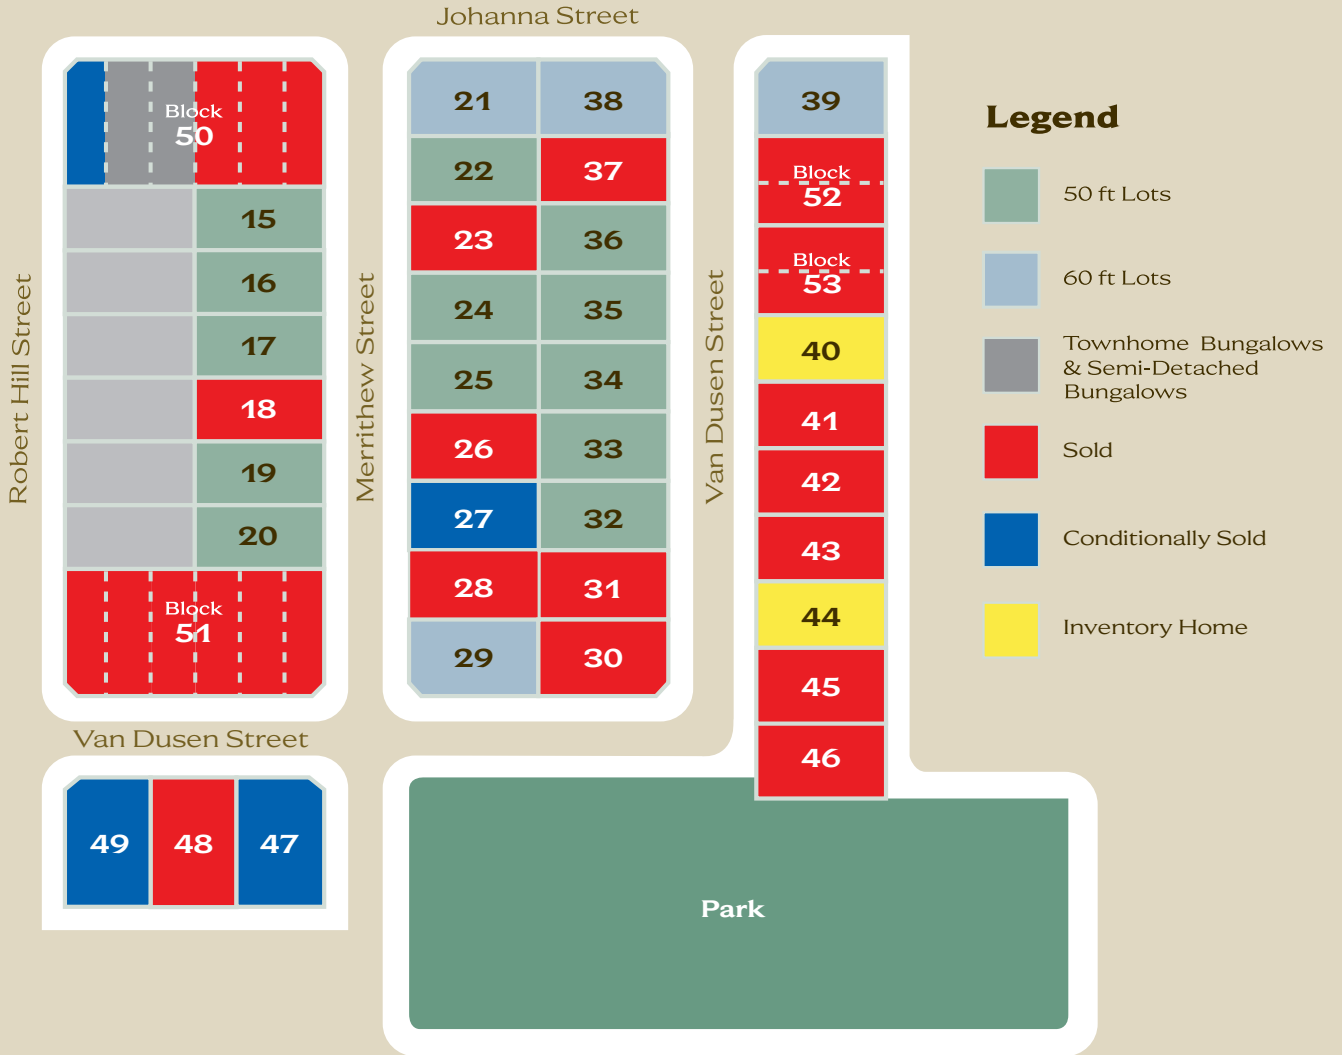 Johanna Street
Robert Hill Street
Block
50
15
16
17
18
19
20
Block
51
Merrithew Street
21
38
22
37
23
36
24
35
25
34
26
33
27
32
28
31
29
30
Van Dusen Street
39
Block
52
Block
53
40
41
42
43
44
45
46
Van Dusen Street
49
48
47
Park
Legend
50 ft Lots
60 ft Lots
Townhome Bungalows
& Semi-Detached
Bungalows
Sold
Conditionally Sold
Inventory Home